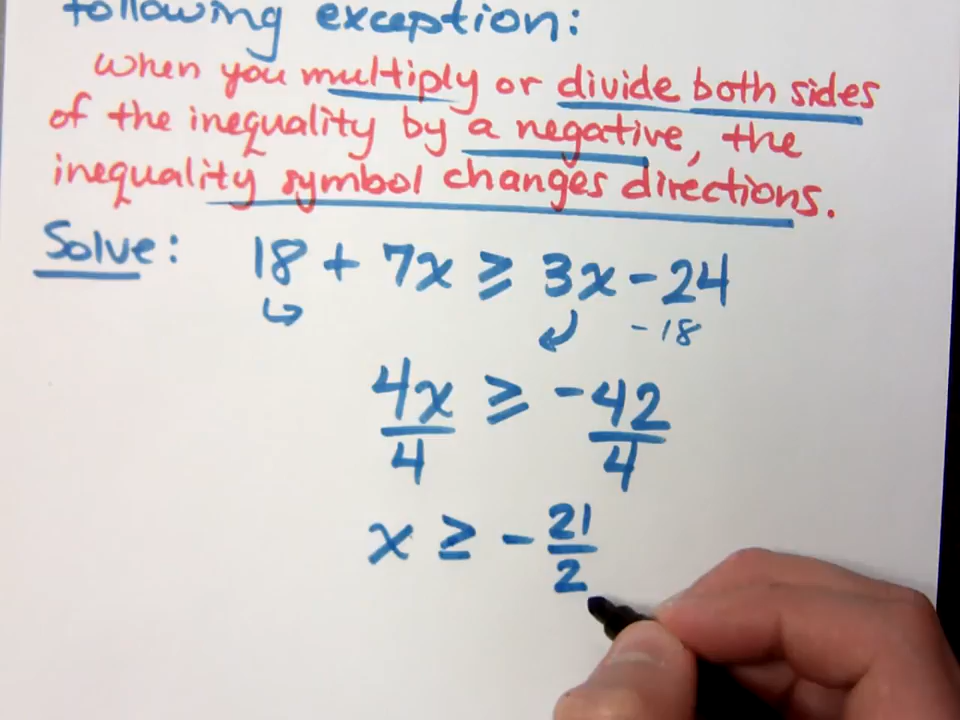 following exception:
when you multiply or divide both sides
of the inequality by a negative, the
inequality symbol changes directions.
Solve: 18 + 7x ≥ 3x - 24
- 18
4x ≥ -42
4 4
x ≥ - 21
2